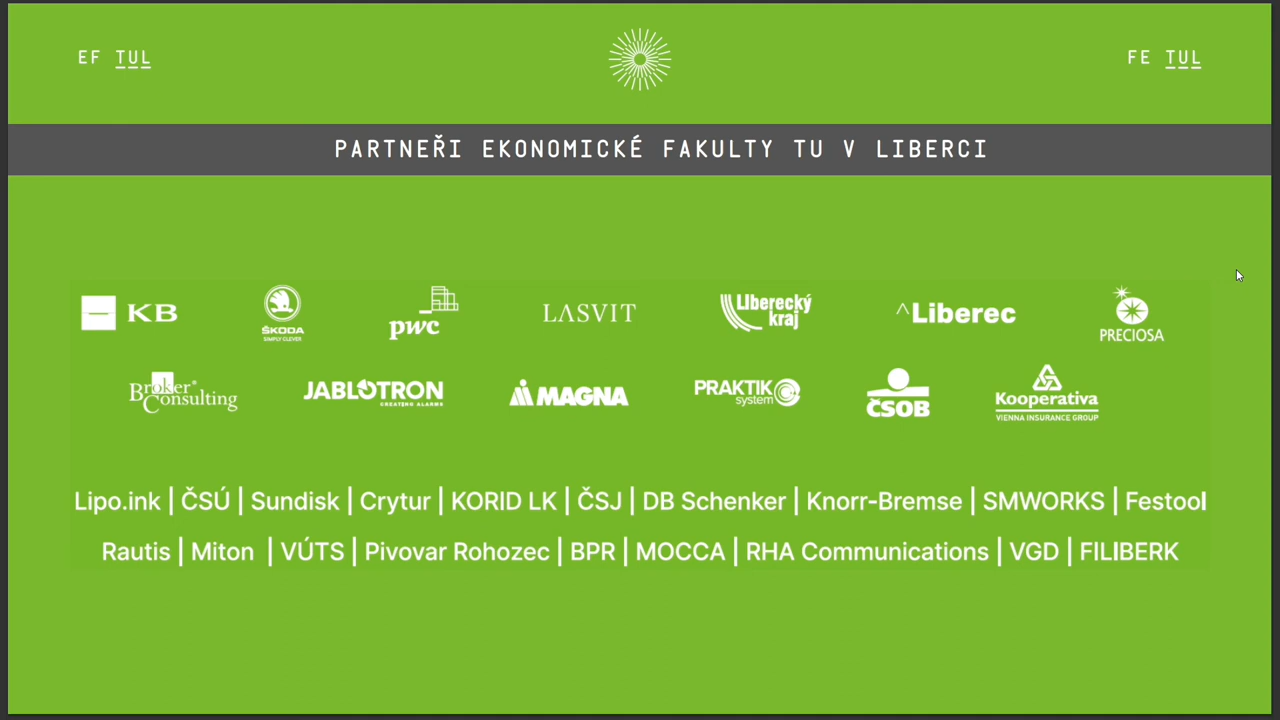 EF TUL
FE TUL
PARTNEŘI EKONOMICKÉ FAKULTY TU V LIBERCI
KB ŠKODA SIMPLY CLEVER pwc LASVIT Liberecký kraj ^Liberec PRECIOSA
Broker Consulting JABLOTRON CREATING ALARMS MAGNA PRAKTIK system ČSOB Kooperativa VIENNA INSURANCE GROUP
Lipo.ink | ČSÚ | Sundisk | Crytur | KORID LK | ČSJ | DB Schenker | Knorr-Bremse | SMWORKS | Festool
Rautis | Miton | VÚTS | Pivovar Rohozec | BPR | MOCCA | RHA Communications | VGD | FILIBERK